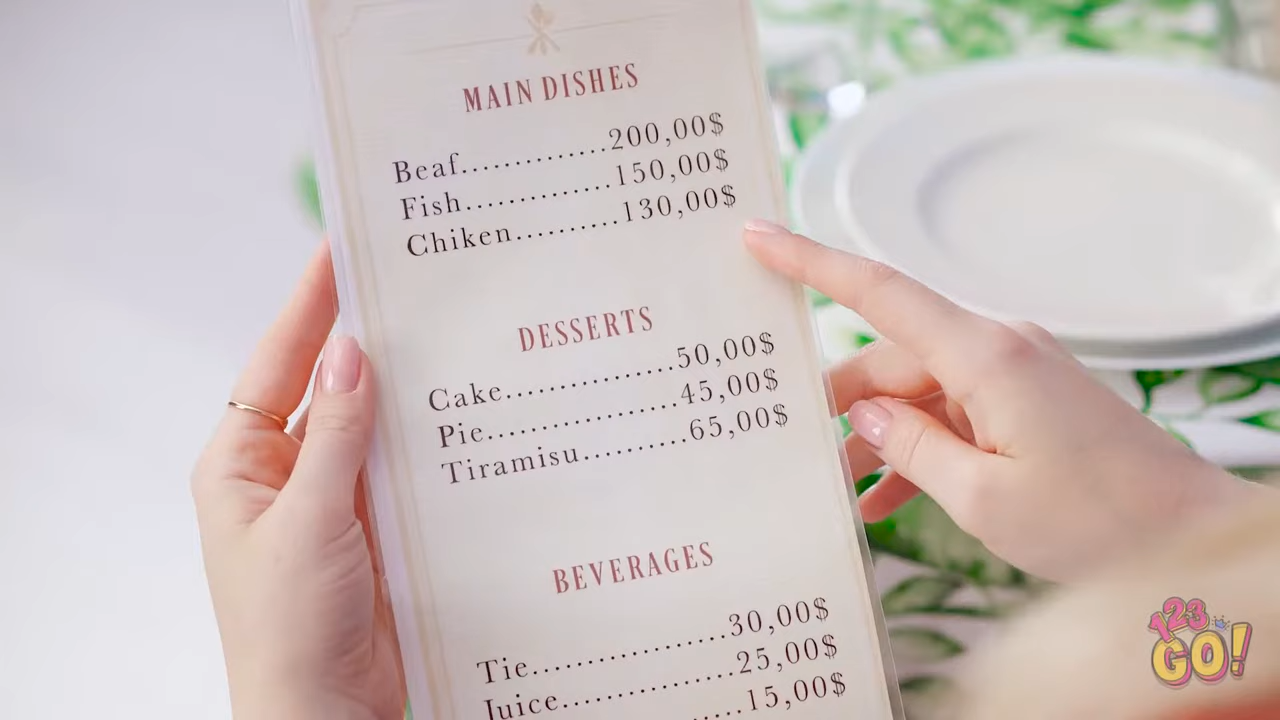 MAIN DISHES
Beaf.............200,00$
Fish.............150,00$
Chiken..........130,00$
DESSERTS
Cake...............50,00$
Pie.................45,00$
Tiramisu.........65,00$
BEVERAGES
Tie.................30,00$
Juice..............25,00$
.....15,00$
123
GO!